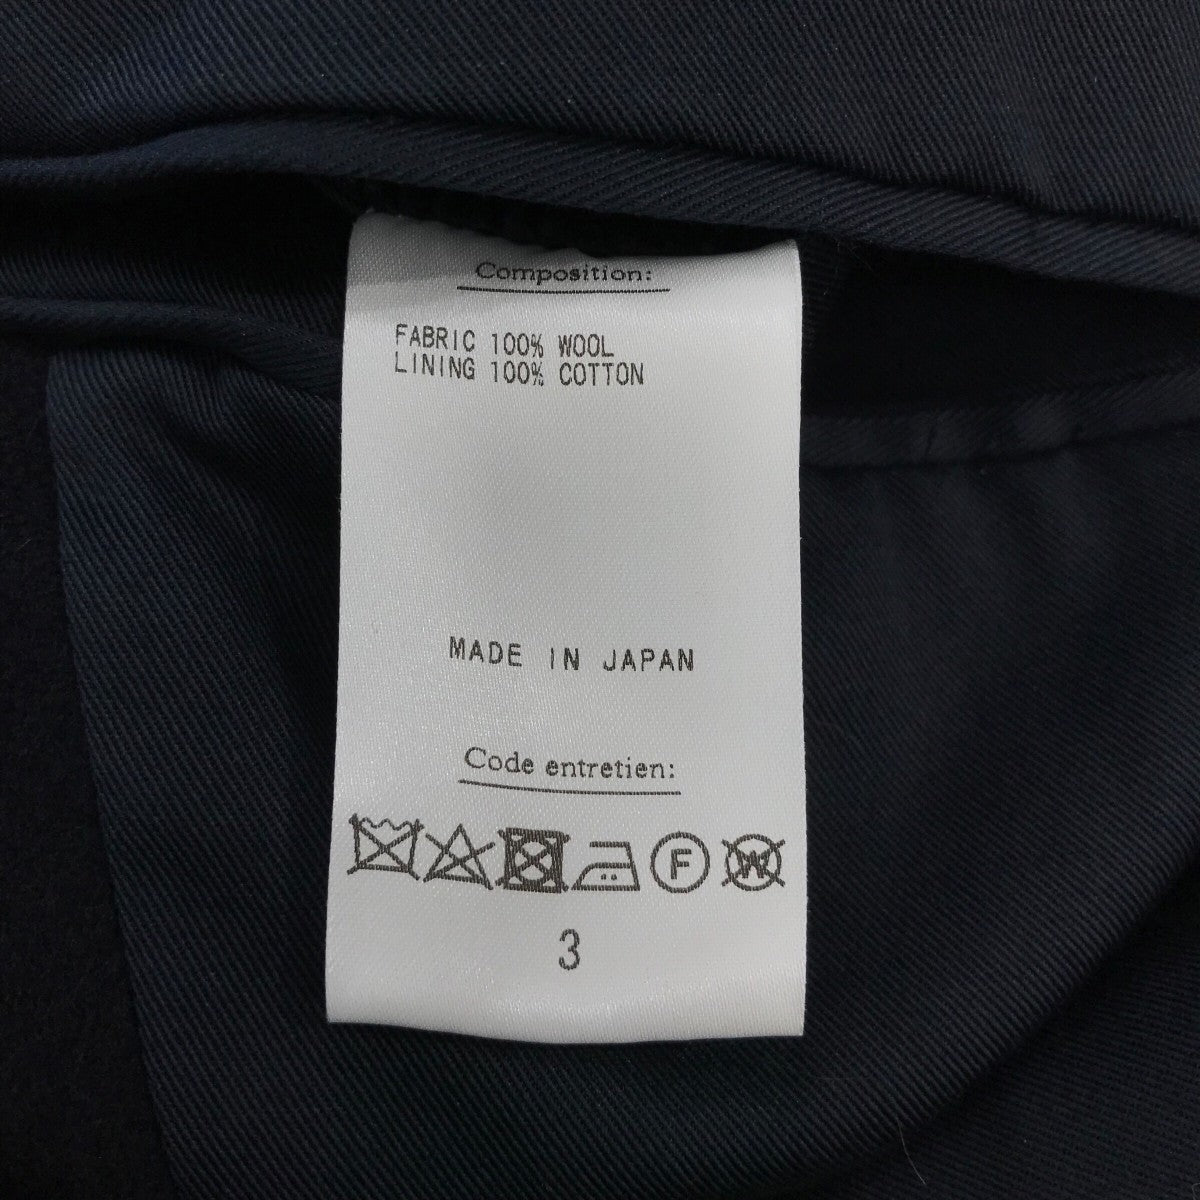 Composition:
FABRIC 100% WOOL
LINING 100% COTTON
MADE IN JAPAN
Code entretien:
F W
3